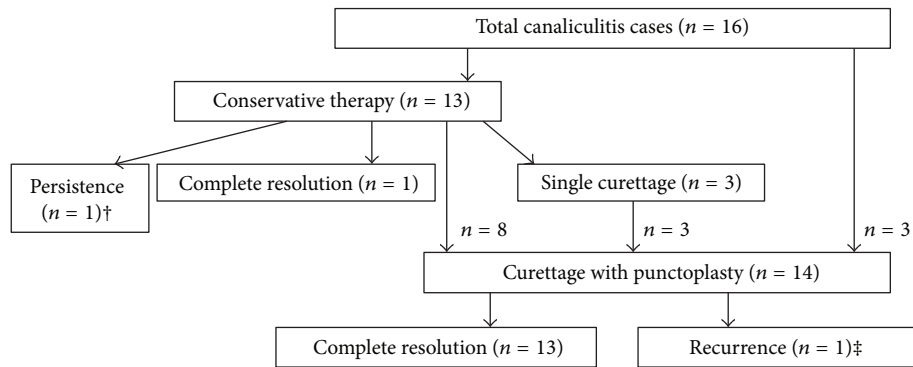 Total canaliculitis cases (n = 16)
Conservative therapy (n = 13)
Persistence
(n = 1)†
Complete resolution (n = 1)
Single curettage (n = 3)
n = 8
n = 3
n = 3
Curettage with punctoplasty (n = 14)
Complete resolution (n = 13)
Recurrence (n = 1)‡